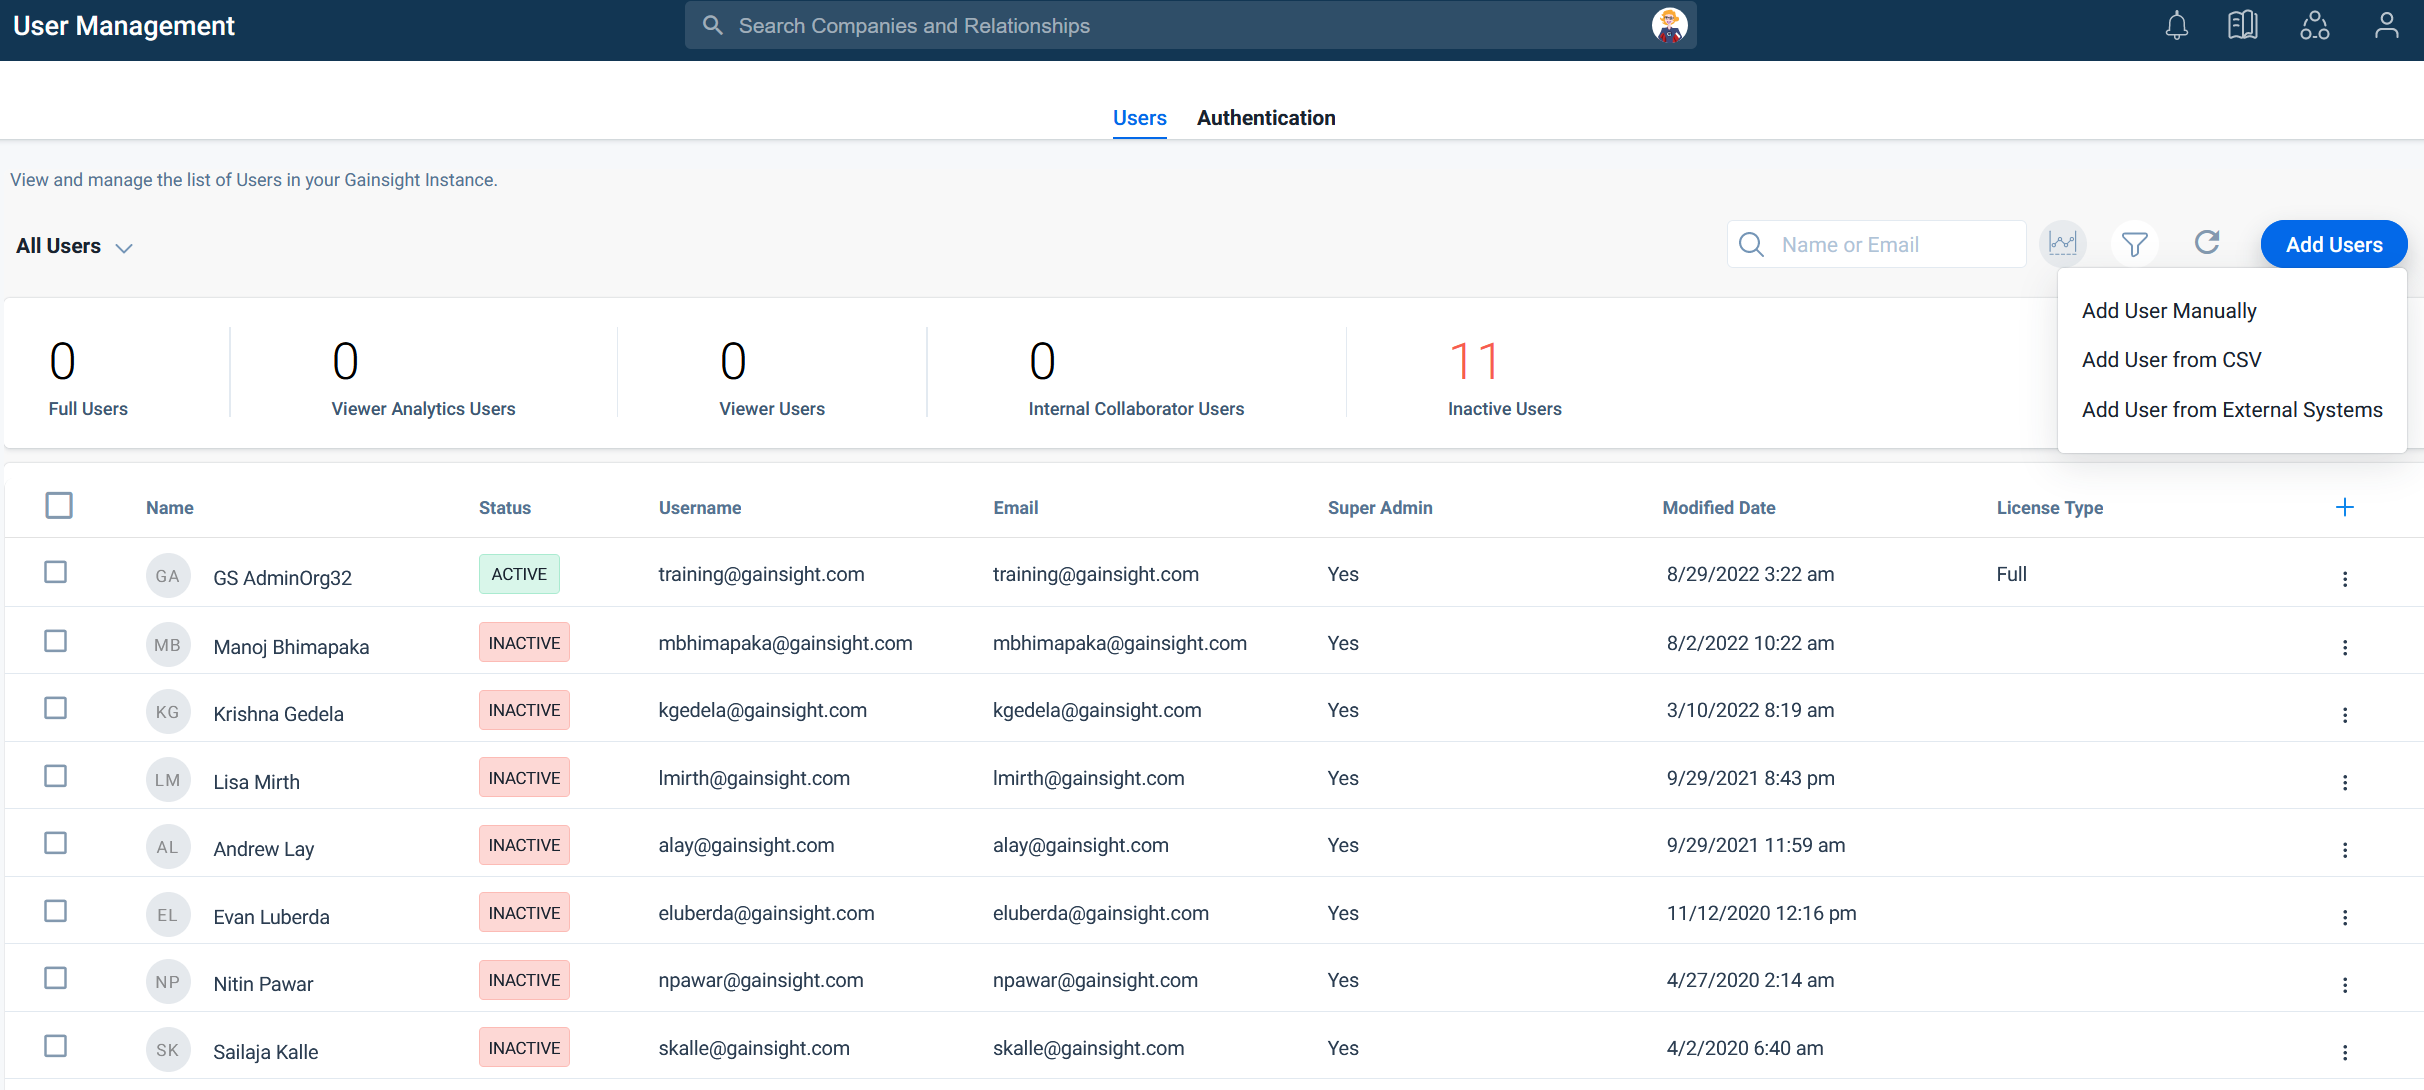 User Management
Search Companies and Relationships
Users Authentication
View and manage the list of Users in your Gainsight Instance.
All Users
Name or Email
Add Users
Add User Manually
Add User from CSV
Add User from External Systems
0 0 0 0 11
Full Users Viewer Analytics Users Viewer Users Internal Collaborator Users Inactive Users
Name Status Username Email Super Admin Modified Date License Type
GA GS AdminOrg32 ACTIVE training@gainsight.com training@gainsight.com Yes 8/29/2022 3:22 am Full
MB Manoj Bhimapaka INACTIVE mbhimapaka@gainsight.com mbhimapaka@gainsight.com Yes 8/2/2022 10:22 am
KG Krishna Gedela INACTIVE kgedela@gainsight.com kgedela@gainsight.com Yes 3/10/2022 8:19 am
LM Lisa Mirth INACTIVE lmirth@gainsight.com lmirth@gainsight.com Yes 9/29/2021 8:43 pm
AL Andrew Lay INACTIVE alay@gainsight.com alay@gainsight.com Yes 9/29/2021 11:59 am
EL Evan Luberda INACTIVE eluberda@gainsight.com eluberda@gainsight.com Yes 11/12/2020 12:16 pm
NP Nitin Pawar INACTIVE npawar@gainsight.com npawar@gainsight.com Yes 4/27/2020 2:14 am
SK Sailaja Kalle INACTIVE skalle@gainsight.com skalle@gainsight.com Yes 4/2/2020 6:40 am